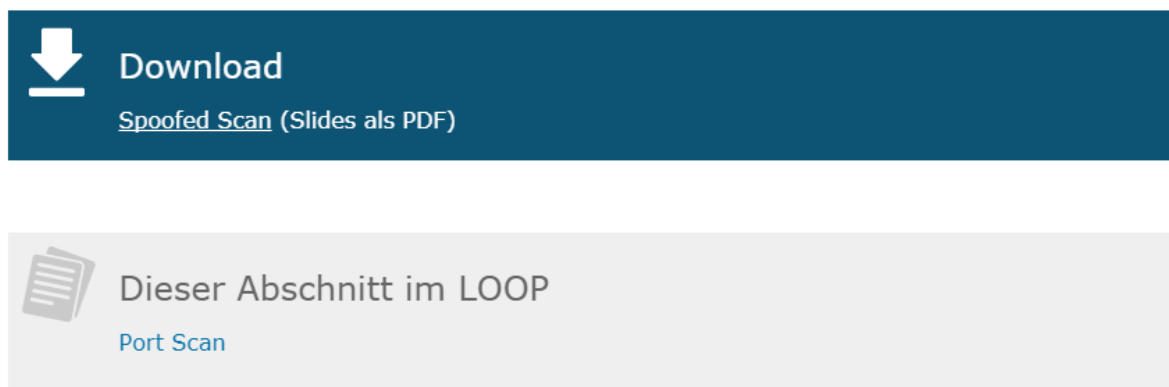 Download
Spoofed Scan (Slides als PDF)
Dieser Abschnitt im LOOP
Port Scan